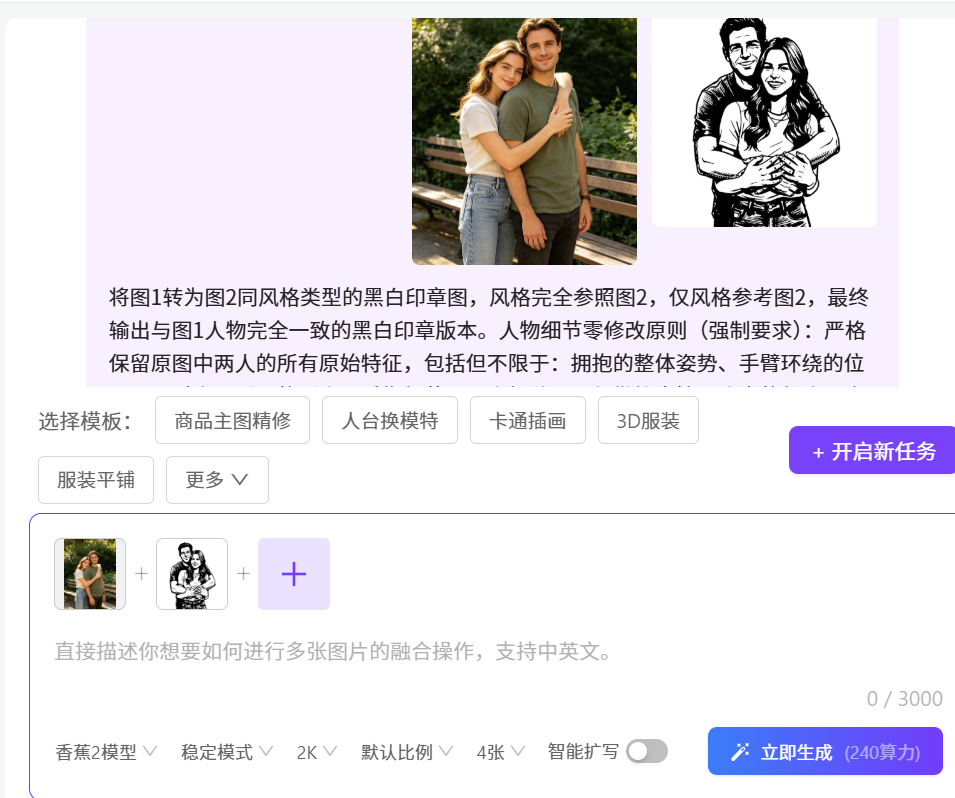 将图1转为图2同风格类型的黑白印章图，风格完全参照图2，仅风格参考图2，最终
输出与图1人物完全一致的黑白印章版本。人物细节零修改原则（强制要求）：严格
保留原图中两人的所有原始特征，包括但不限于：拥抱的整体姿势、手臂环绕的位
选择模板：
商品主图精修
人台换模特
卡通插画
3D服装
+ 开启新任务
服装平铺
更多
直接描述你想要如何进行多张图片的融合操作，支持中英文。
0 / 3000
香蕉2模型
稳定模式
2K
默认比例
4张
智能扩写
立即生成 (240算力)